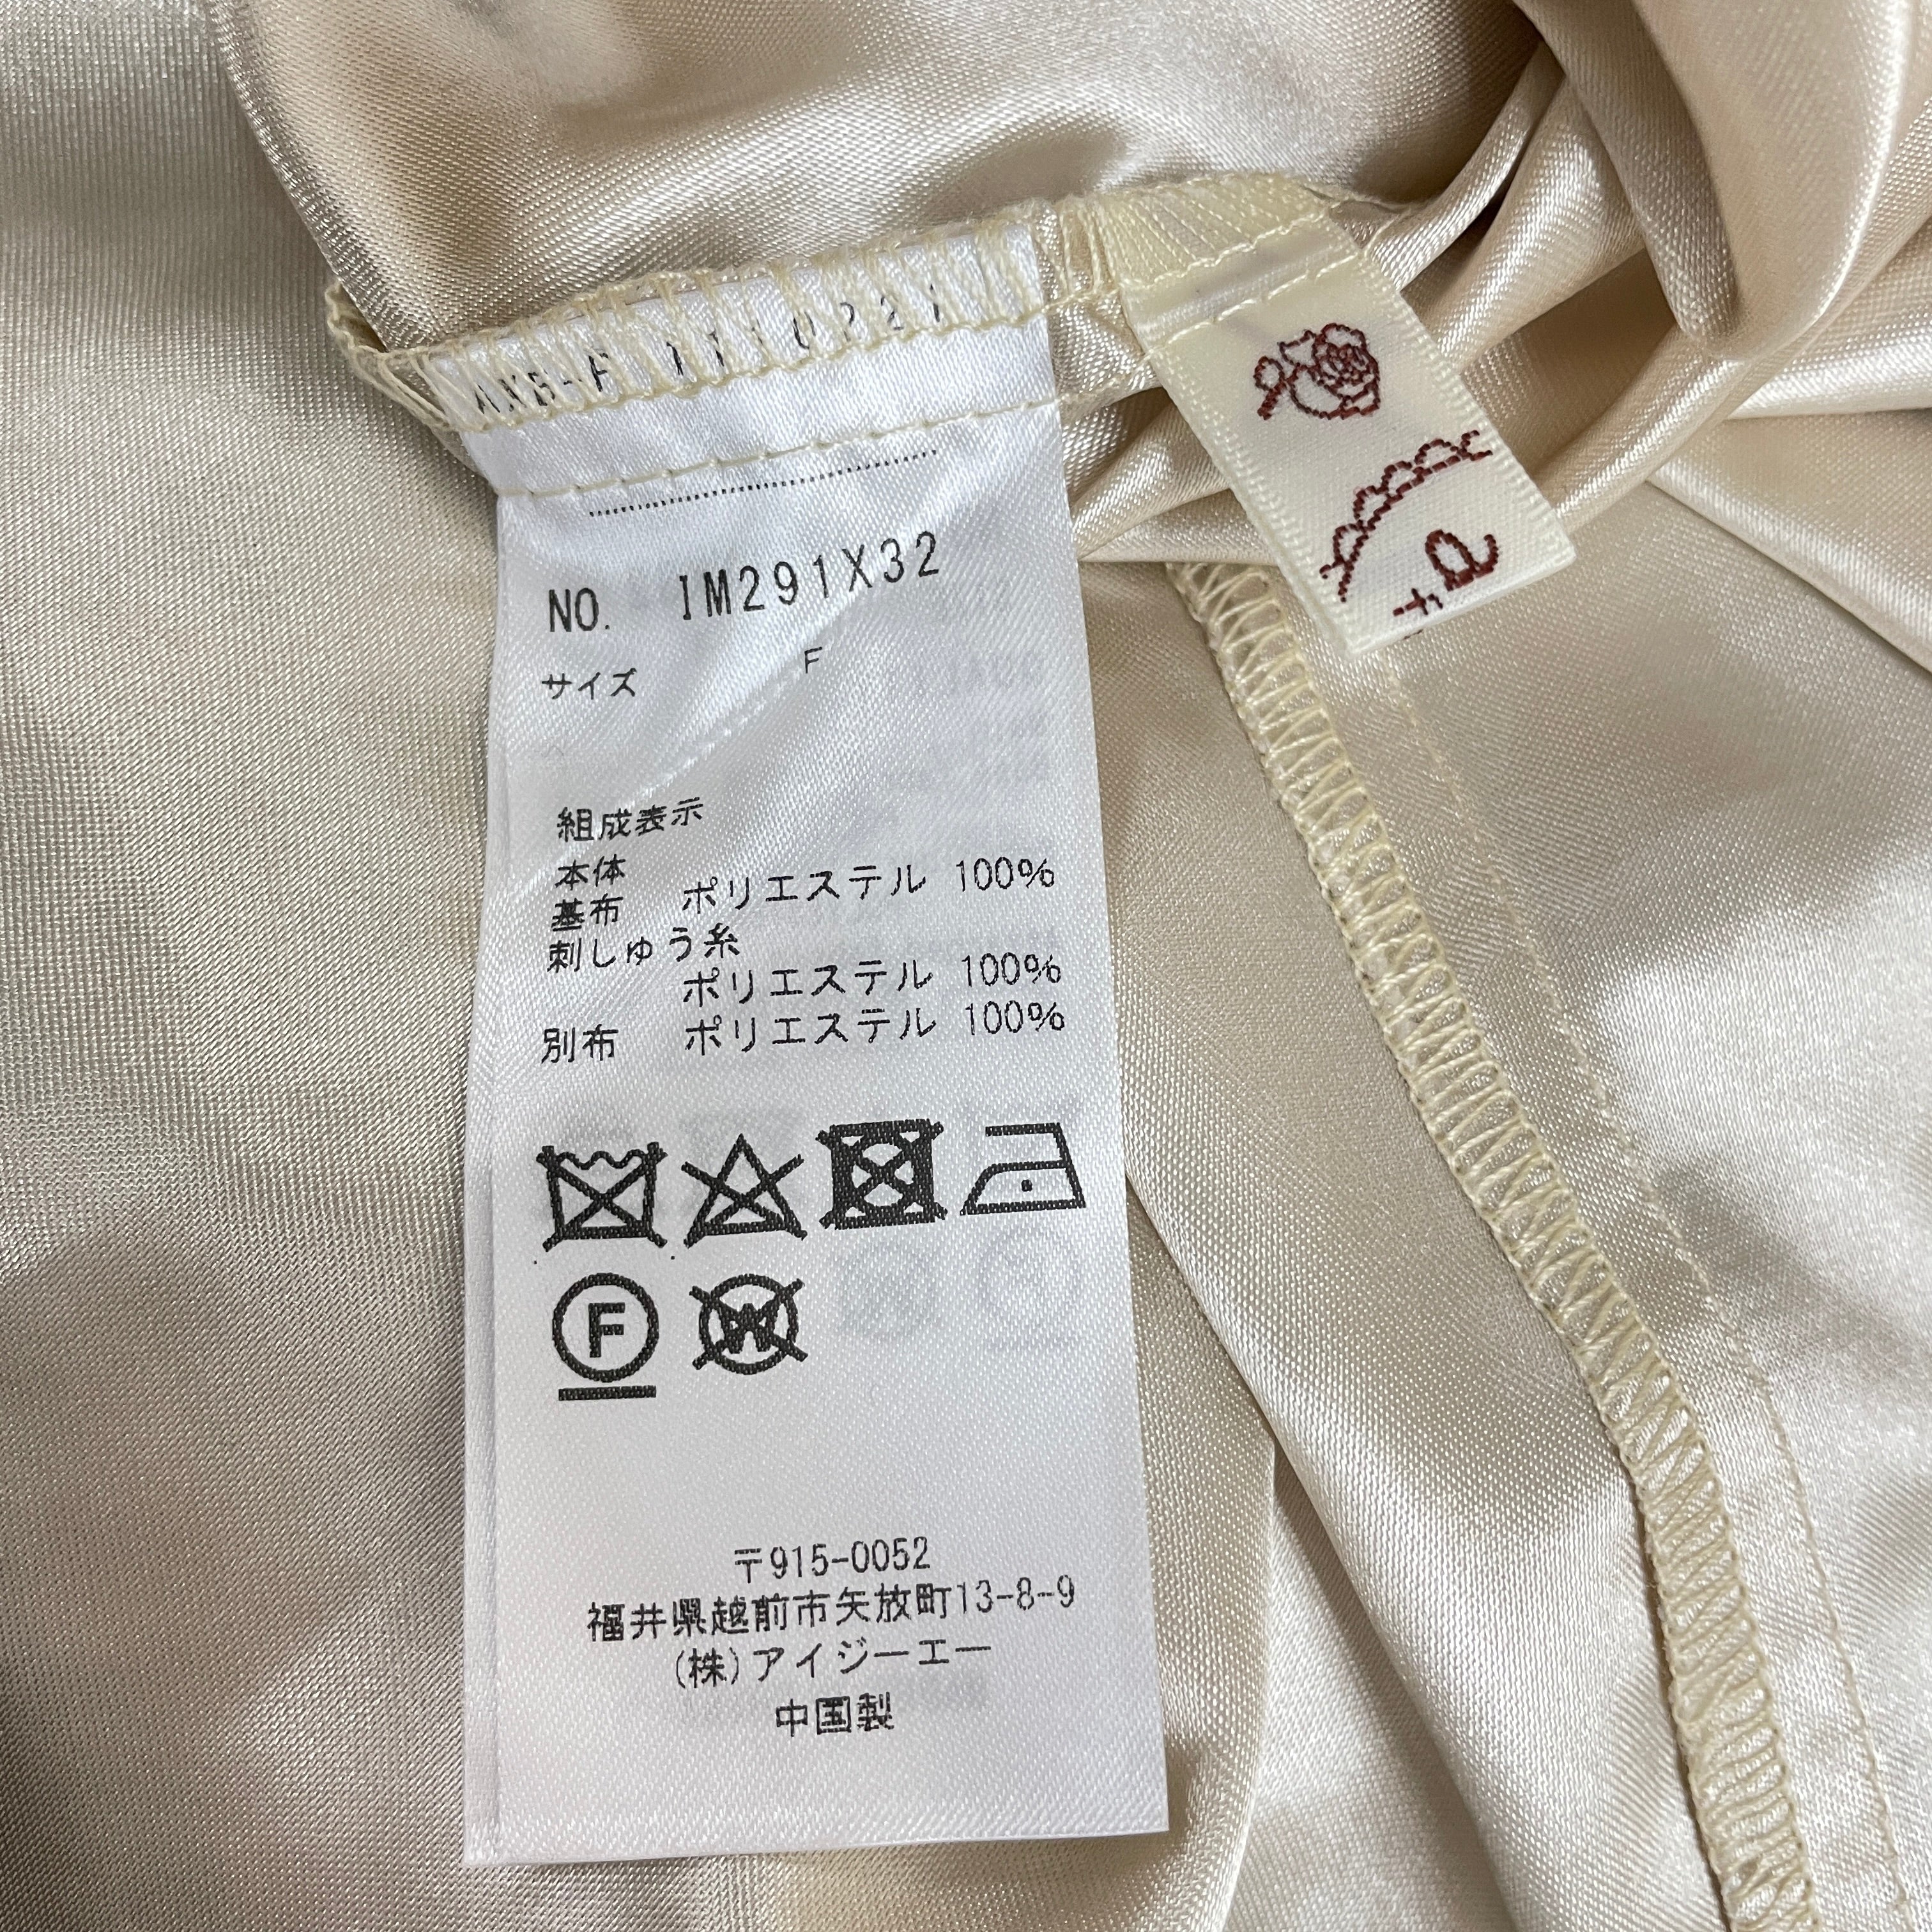 NO. IM291X32
サイズ F
組成表示
本体
基布 ポリエステル 100%
刺しゅう糸
ポリエステル 100%
別布 ポリエステル 100%
F
W
〒915-0052
福井県越前市矢放町13-8-9
(株)アイジーエー
中国製